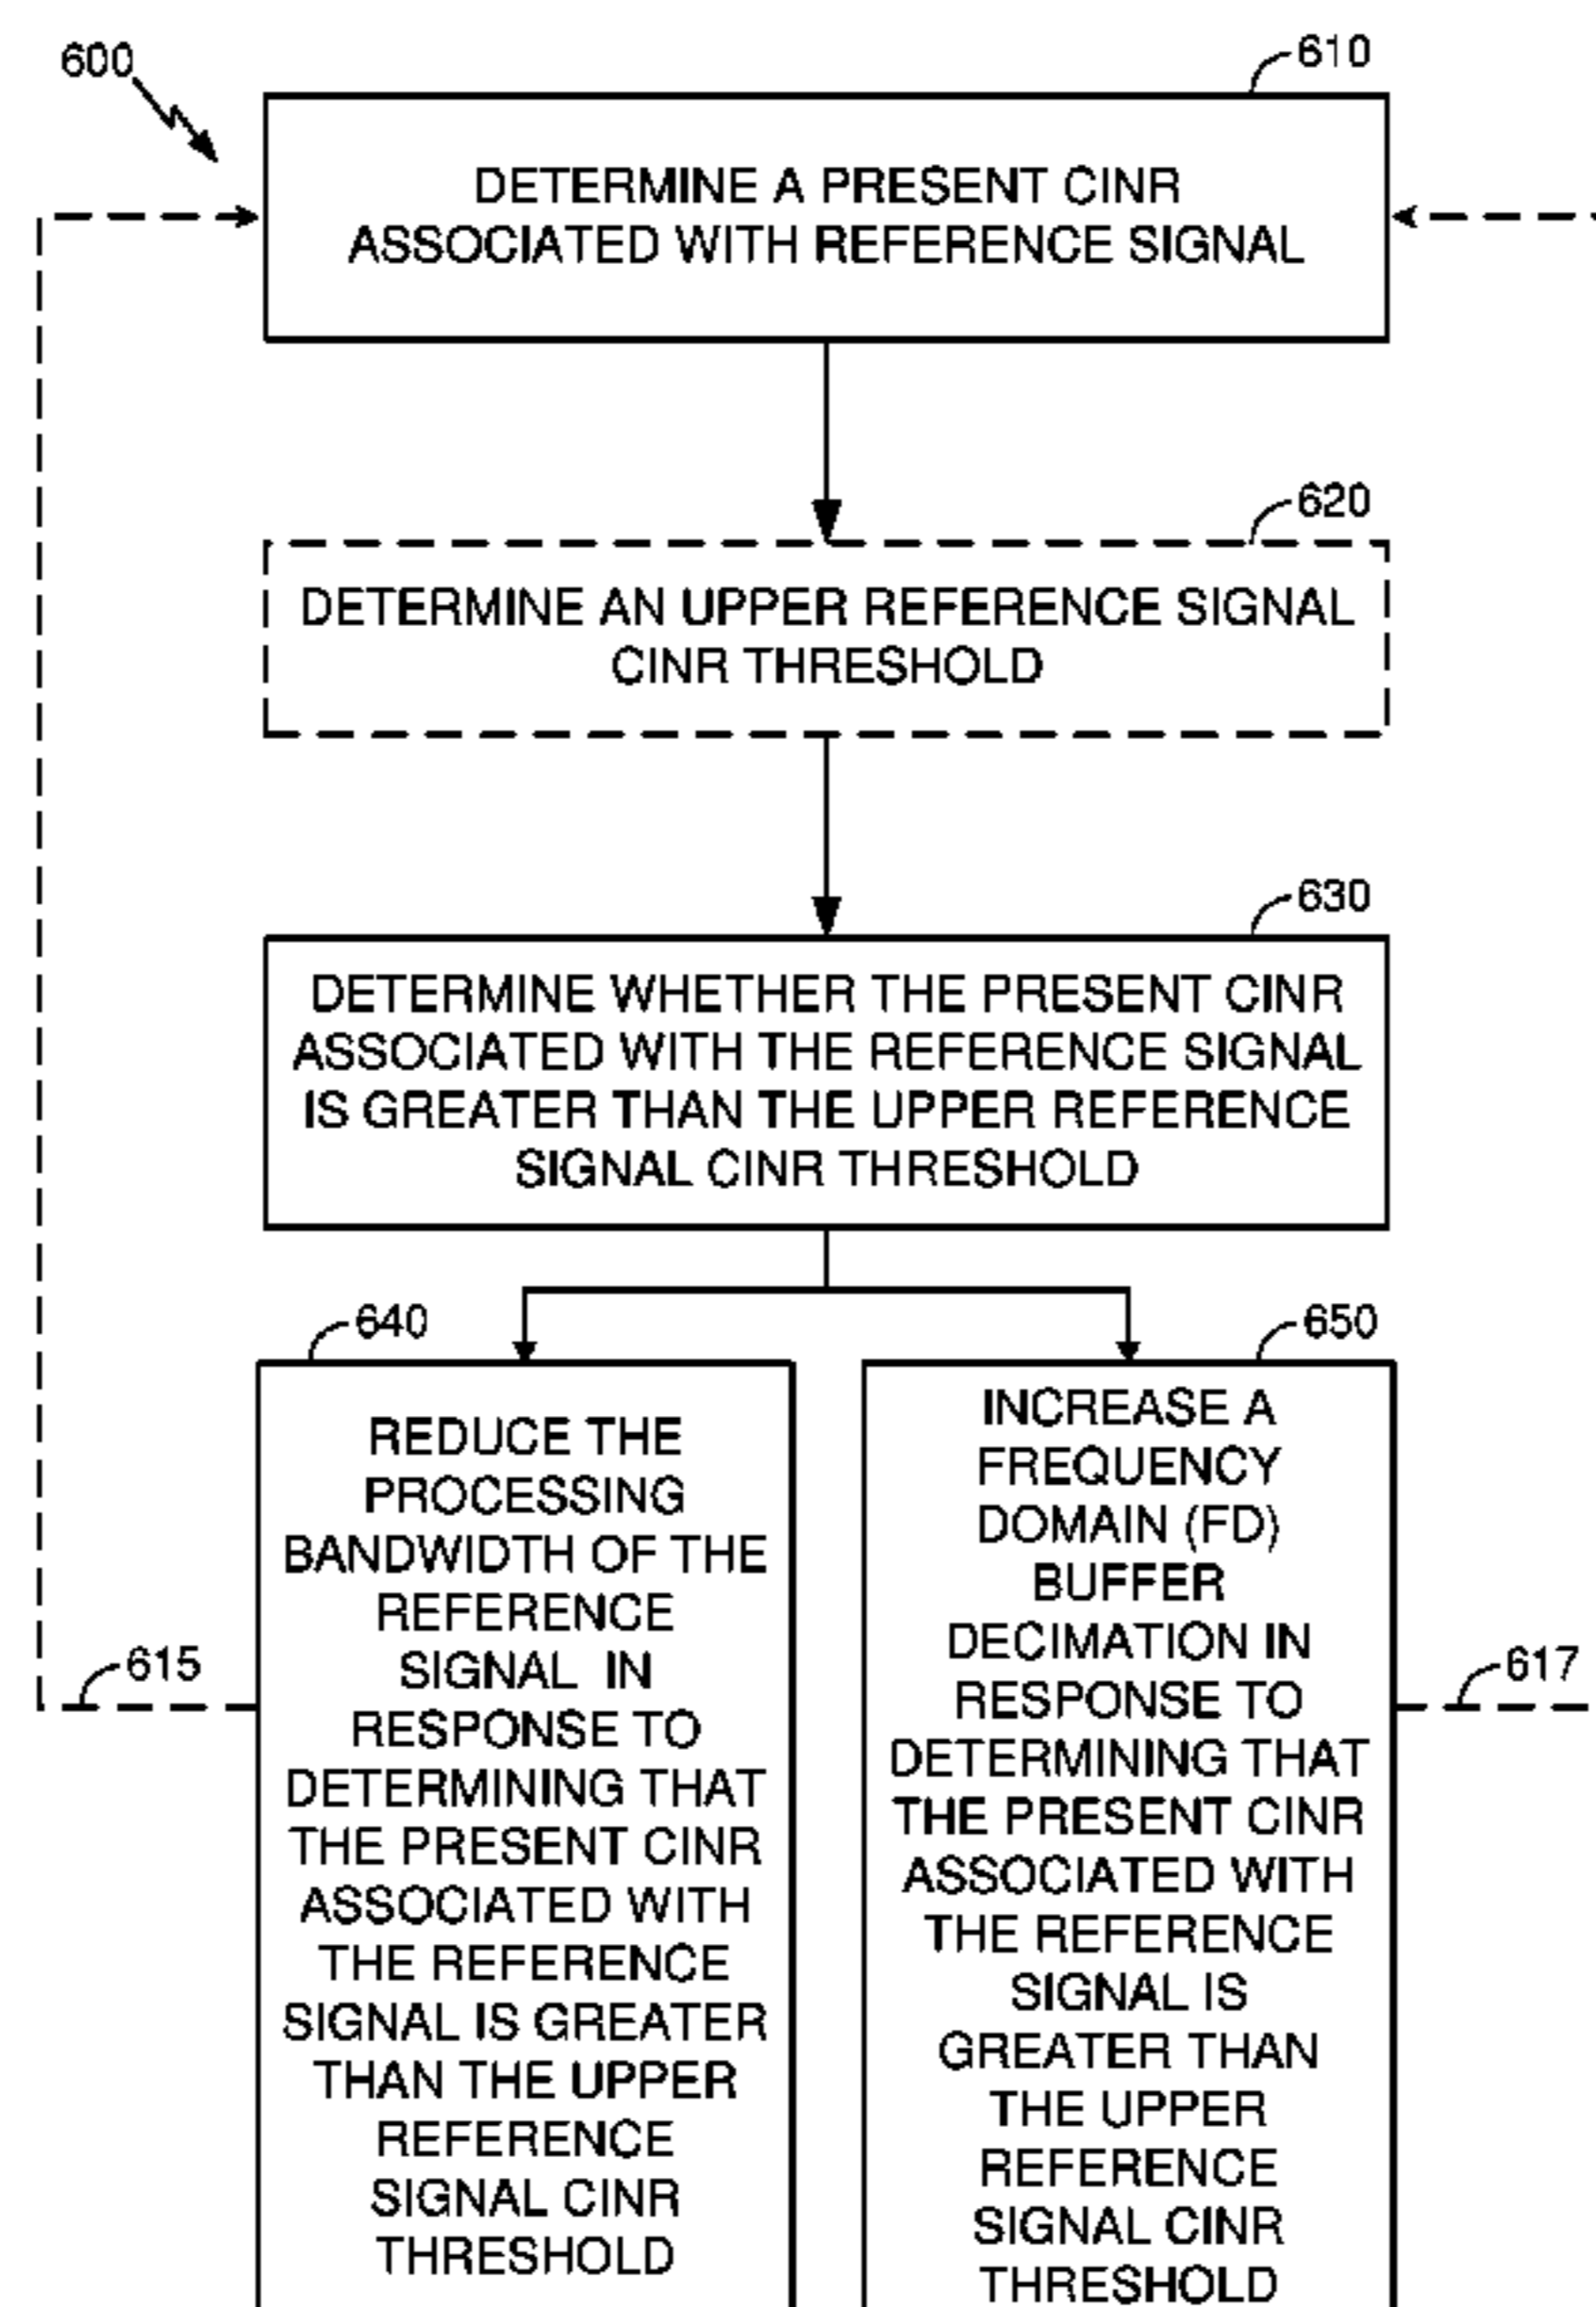 600
610
DETERMINE A PRESENT CINR
ASSOCIATED WITH REFERENCE SIGNAL
620
DETERMINE AN UPPER REFERENCE SIGNAL
CINR THRESHOLD
630
DETERMINE WHETHER THE PRESENT CINR
ASSOCIATED WITH THE REFERENCE SIGNAL
IS GREATER THAN THE UPPER REFERENCE
SIGNAL CINR THRESHOLD
640
REDUCE THE
PROCESSING
BANDWIDTH OF THE
REFERENCE
SIGNAL IN
RESPONSE TO
DETERMINING THAT
THE PRESENT CINR
ASSOCIATED WITH
THE REFERENCE
SIGNAL IS GREATER
THAN THE UPPER
REFERENCE
SIGNAL CINR
THRESHOLD
615
650
INCREASE A
FREQUENCY
DOMAIN (FD)
BUFFER
DECIMATION IN
RESPONSE TO
DETERMINING THAT
THE PRESENT CINR
ASSOCIATED WITH
THE REFERENCE
SIGNAL IS
GREATER THAN
THE UPPER
REFERENCE
SIGNAL CINR
THRESHOLD
617